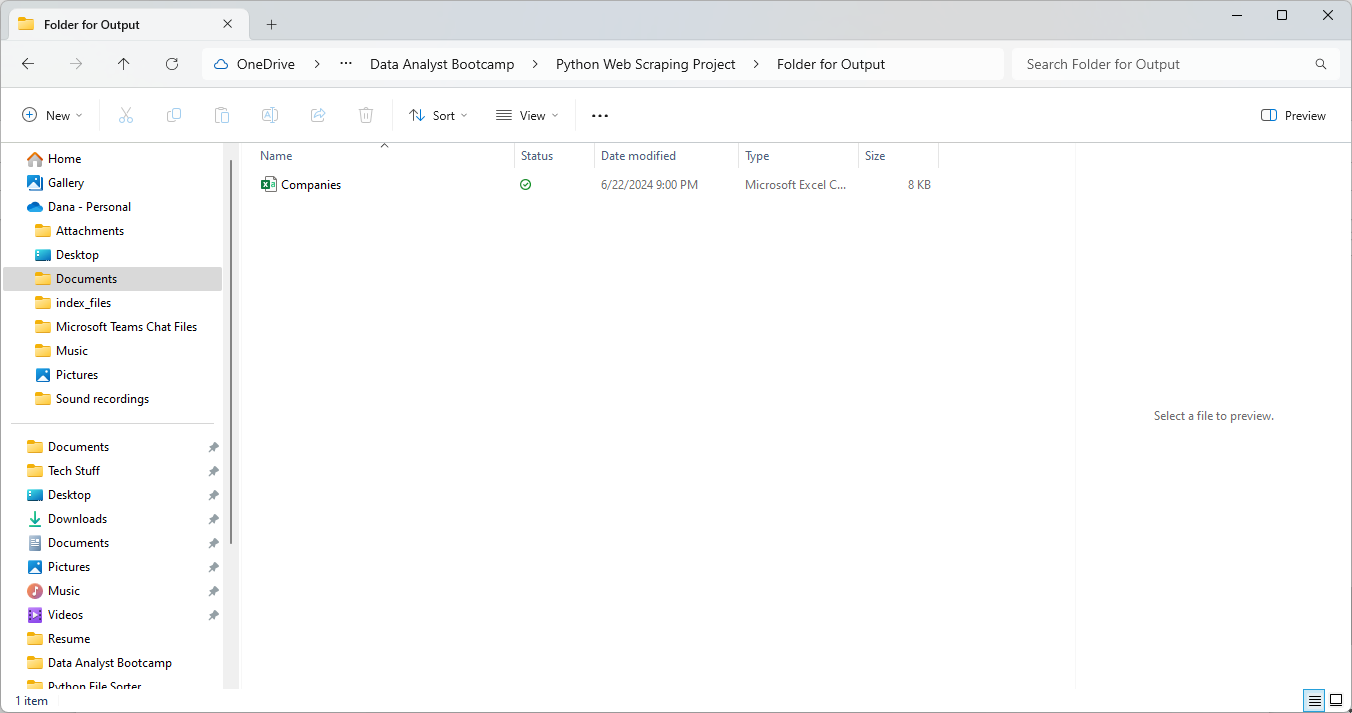 Folder for Output
OneDrive > ··· Data Analyst Bootcamp > Python Web Scraping Project > Folder for Output
Search Folder for Output
New
Sort
View
···
Preview
Home
Gallery
Dana - Personal
Attachments
Desktop
Documents
index_files
Microsoft Teams Chat Files
Music
Pictures
Sound recordings
Documents
Tech Stuff
Desktop
Downloads
Documents
Pictures
Music
Videos
Resume
Data Analyst Bootcamp
Python File Sorter
Name Status Date modified Type Size
Companies 6/22/2024 9:00 PM Microsoft Excel C... 8 KB
Select a file to preview.
1 item